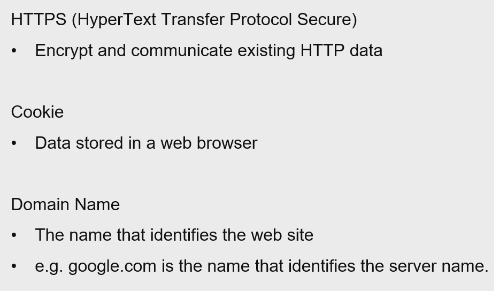 HTTPS (HyperText Transfer Protocol Secure)
• Encrypt and communicate existing HTTP data
Cookie
• Data stored in a web browser
Domain Name
• The name that identifies the web site
• e.g. google.com is the name that identifies the server name.